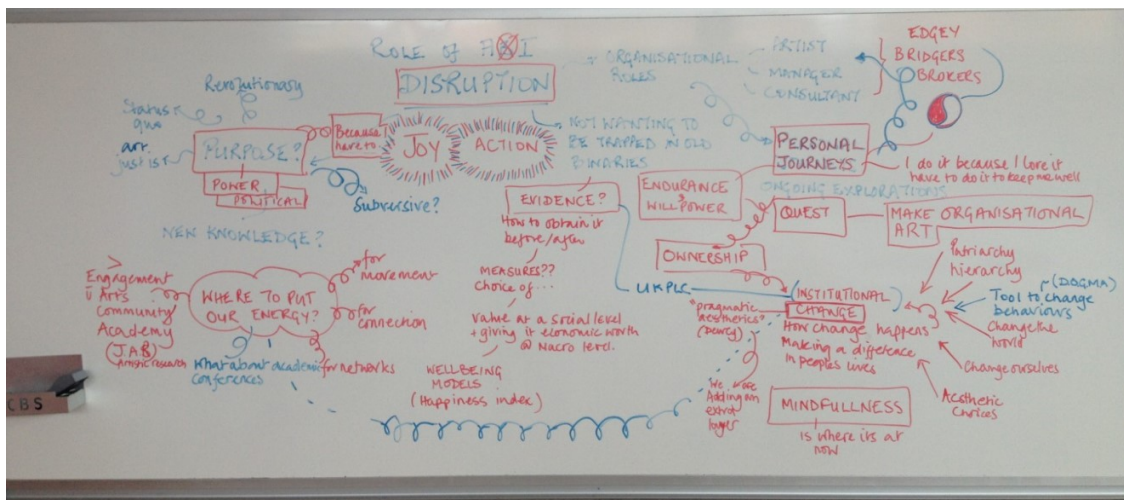 ROLE OF
DISRUPTION
ORGANISATIONAL
ROLES
ARTIST
MANAGER
CONSULTANT
EDGEY
BRIDGERS
BROKERS
Revolutionary
Status
quo
art
just is
PURPOSE?
POWER
POLITICAL
Subversive?
Because I
have to
JOY
ACTION
NOT WANTING TO
BE TRAPPED IN OLD
BINARIES
PERSONAL
JOURNEYS
I do it because I love it
have to do it to keep me well
ENDURANCE
&
WILLPOWER
ONGOING EXPLORATIONS
QUEST
MAKE ORGANISATIONAL
ART
OWNERSHIP
EVIDENCE?
How to obtain it
before/after
MEASURES??
choice of...
Value at a social level
+ giving it economic worth
@ Macro level.
WELLBEING
MODELS
(Happiness index)
NEW KNOWLEDGE?
WHERE TO PUT
OUR ENERGY?
for
movement
for
connection
for networks
What about academic
conferences
Engagement
Arts
Community
Academy
(JAB)
Artistic research
UK PLC
(INSTITUTIONAL)
CHANGE
How change happens
Making a difference
in peoples lives
"pragmatic
aesthetics"
(Dewey)
We are
Adding an
extra
layer
MINDFULLNESS
is where its at
now
Patriarchy
hierarchy
(DOGMA)
Tool to change
behaviours
Change the
world
Change ourselves
Aesthetic
choices
CBS